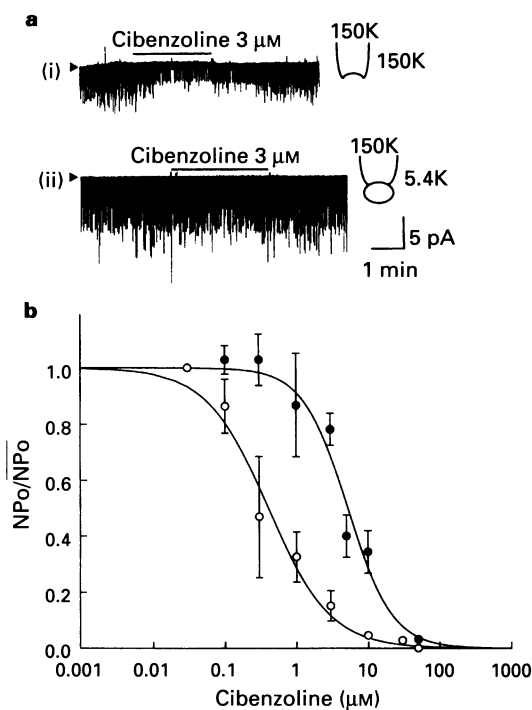 a
Cibenzoline 3 μM
150K
(i)
150K
Cibenzoline 3 μM
150K
(ii)
5.4K
5 pA
1 min
b
1.0
0.8
0.6
0.4
0.2
0.0
NPo/NPo
0.001 0.01 0.1 1 10 100 1000
Cibenzoline (μM)